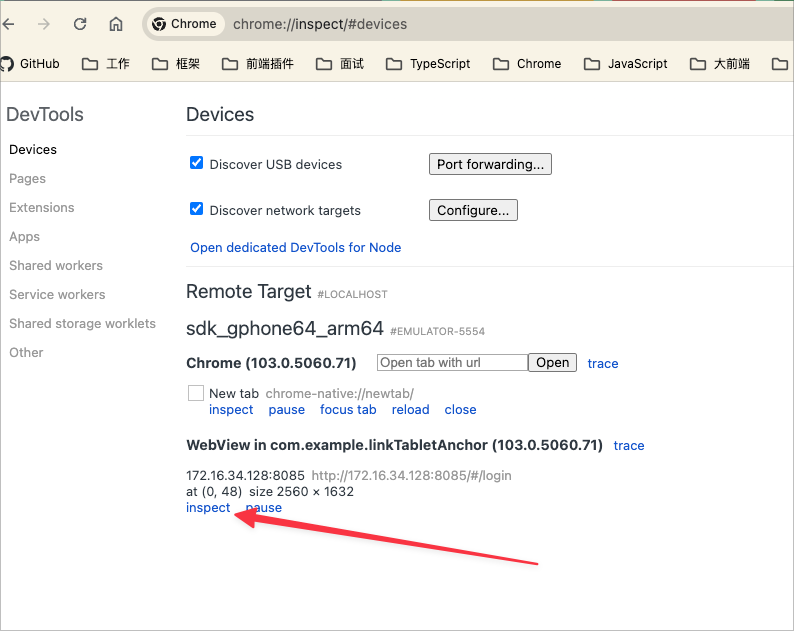 Chrome chrome://inspect/#devices
GitHub 工作 框架 前端插件 面试 TypeScript Chrome JavaScript 大前端
DevTools
Devices
Pages
Extensions
Apps
Shared workers
Service workers
Shared storage worklets
Other
Devices
Discover USB devices Port forwarding...
Discover network targets Configure...
Open dedicated DevTools for Node
Remote Target #LOCALHOST
sdk_gphone64_arm64 #EMULATOR-5554
Chrome (103.0.5060.71) Open tab with url Open trace
New tab chrome-native://newtab/
inspect pause focus tab reload close
WebView in com.example.linkTabletAnchor (103.0.5060.71) trace
172.16.34.128:8085 http://172.16.34.128:8085/#/login
at (0, 48) size 2560 × 1632
inspect pause